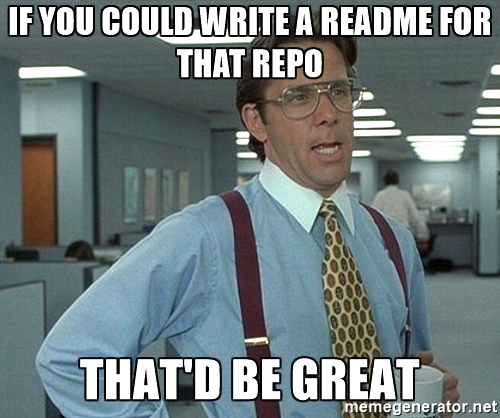 IF YOU COULD WRITE A README FOR
THAT REPO
THAT'D BE GREAT
memegenerator.net